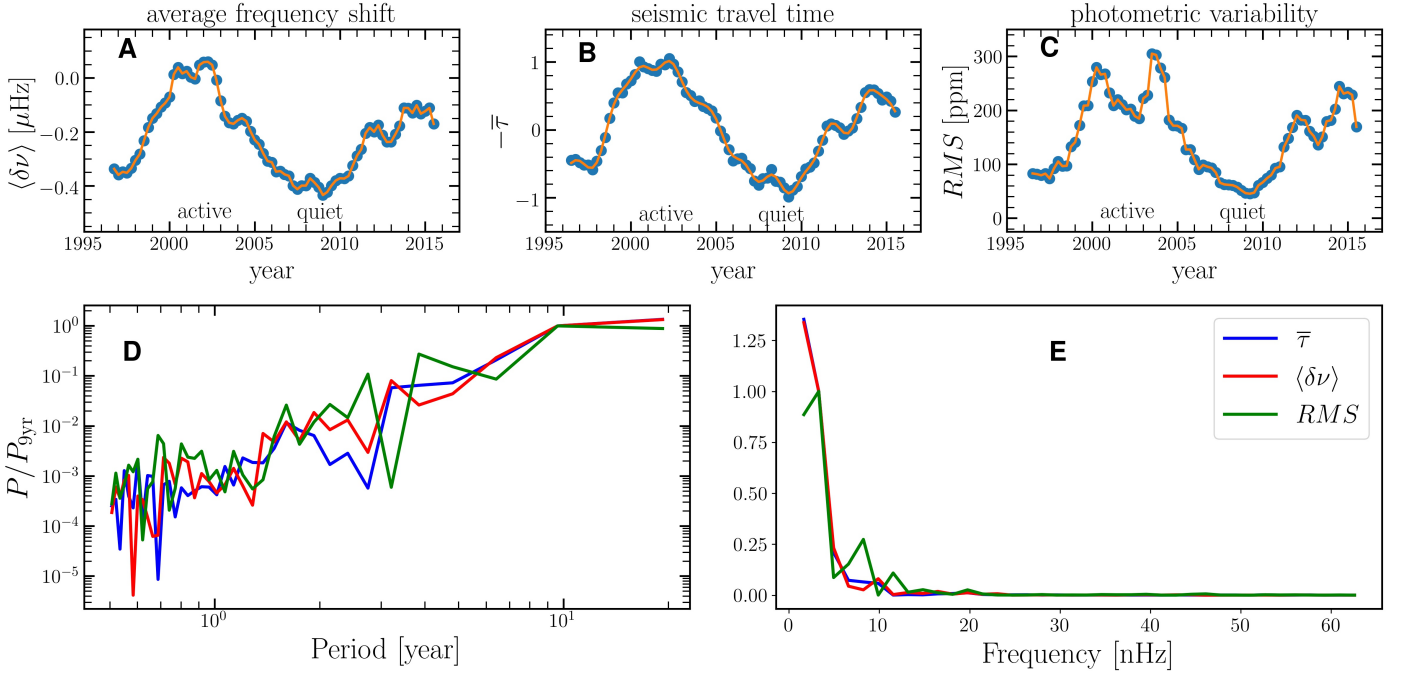 average frequency shift
A
⟨δν⟩ [μHz]
0.0
−0.2
−0.4
active quiet
1995 2000 2005 2010 2015
year
seismic travel time
B
−τ̅
1
0
−1
active quiet
1995 2000 2005 2010 2015
year
photometric variability
C
RMS [ppm]
300
200
100
0
active quiet
1995 2000 2005 2010 2015
year
D
P/P₉yr
10⁰
10⁻¹
10⁻²
10⁻³
10⁻⁴
10⁻⁵
10⁰ 10¹
Period [year]
E
τ̅
⟨δν⟩
RMS
1.25
1.00
0.75
0.50
0.25
0.00
0 10 20 30 40 50 60
Frequency [nHz]